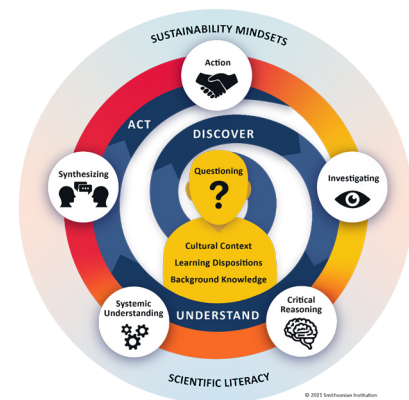 SUSTAINABILITY MINDSETS
Action
ACT
DISCOVER
Synthesizing
Questioning
?
Investigating
Cultural Context
Learning Dispositions
Background Knowledge
Systemic
Understanding
UNDERSTAND
Critical
Reasoning
SCIENTIFIC LITERACY
© 2021 Smithsonian Institution